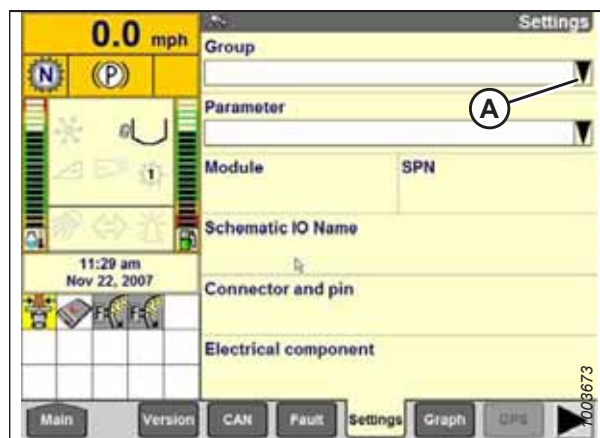 0.0 mph
Settings
Group
N
(P)
A
Parameter
1
Module
SPN
Schematic IO Name
11:29 am
Nov 22, 2007
Connector and pin
F
F
Electrical component
Main
Version
CAN
Fault
Settings
Graph
GPS
1003673